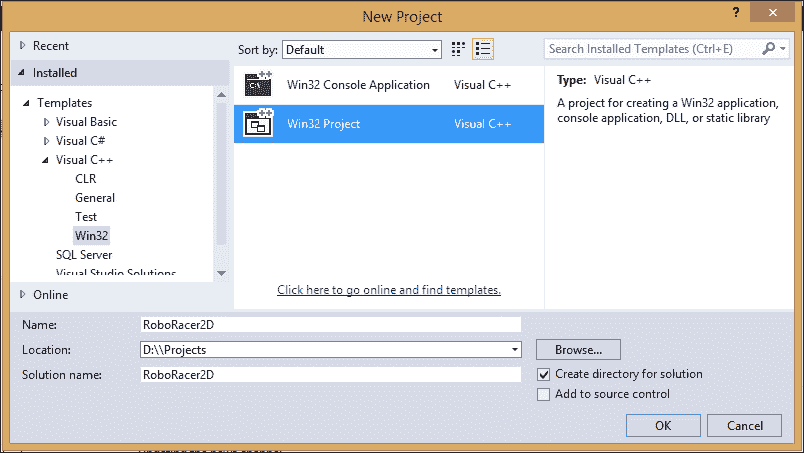 New Project
?
Recent
Installed
Templates
Visual Basic
Visual C#
Visual C++
CLR
General
Test
Win32
SQL Server
Visual Studio Solutions
Online
Sort by: Default
Win32 Console Application Visual C++
Win32 Project Visual C++
Click here to go online and find templates.
Search Installed Templates (Ctrl+E)
Type: Visual C++
A project for creating a Win32 application,
console application, DLL, or static library
Name: RoboRacer2D
Location: D:\\Projects
Browse...
Solution name: RoboRacer2D
Create directory for solution
Add to source control
OK
Cancel